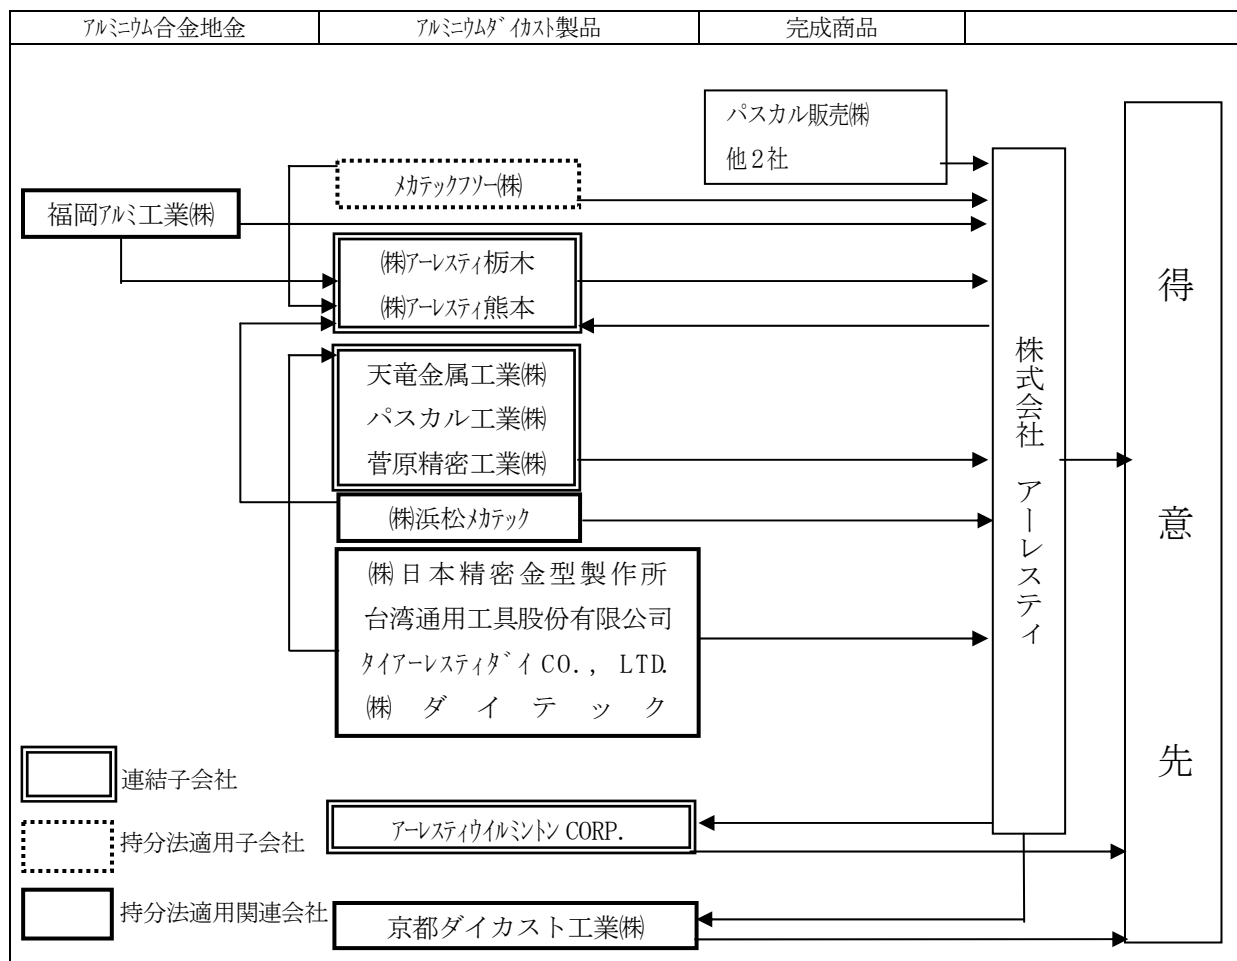 アルミニウム合金地金
アルミニウムダイカスト製品
完成商品
パスカル販売㈱
他2社
メカテックフソー㈱
福岡アルミ工業㈱
㈱アーレスティ栃木
㈱アーレスティ熊本
天竜金属工業㈱
パスカル工業㈱
菅原精密工業㈱
㈱浜松メカテック
㈱日本精密金型製作所
台湾通用工具股份有限公司
タイアーレスティダイCO., LTD.
㈱ダイテック
株式会社 アーレスティ
得意先
連結子会社
持分法適用子会社
持分法適用関連会社
アーレスティウイルミントン CORP.
京都ダイカスト工業㈱